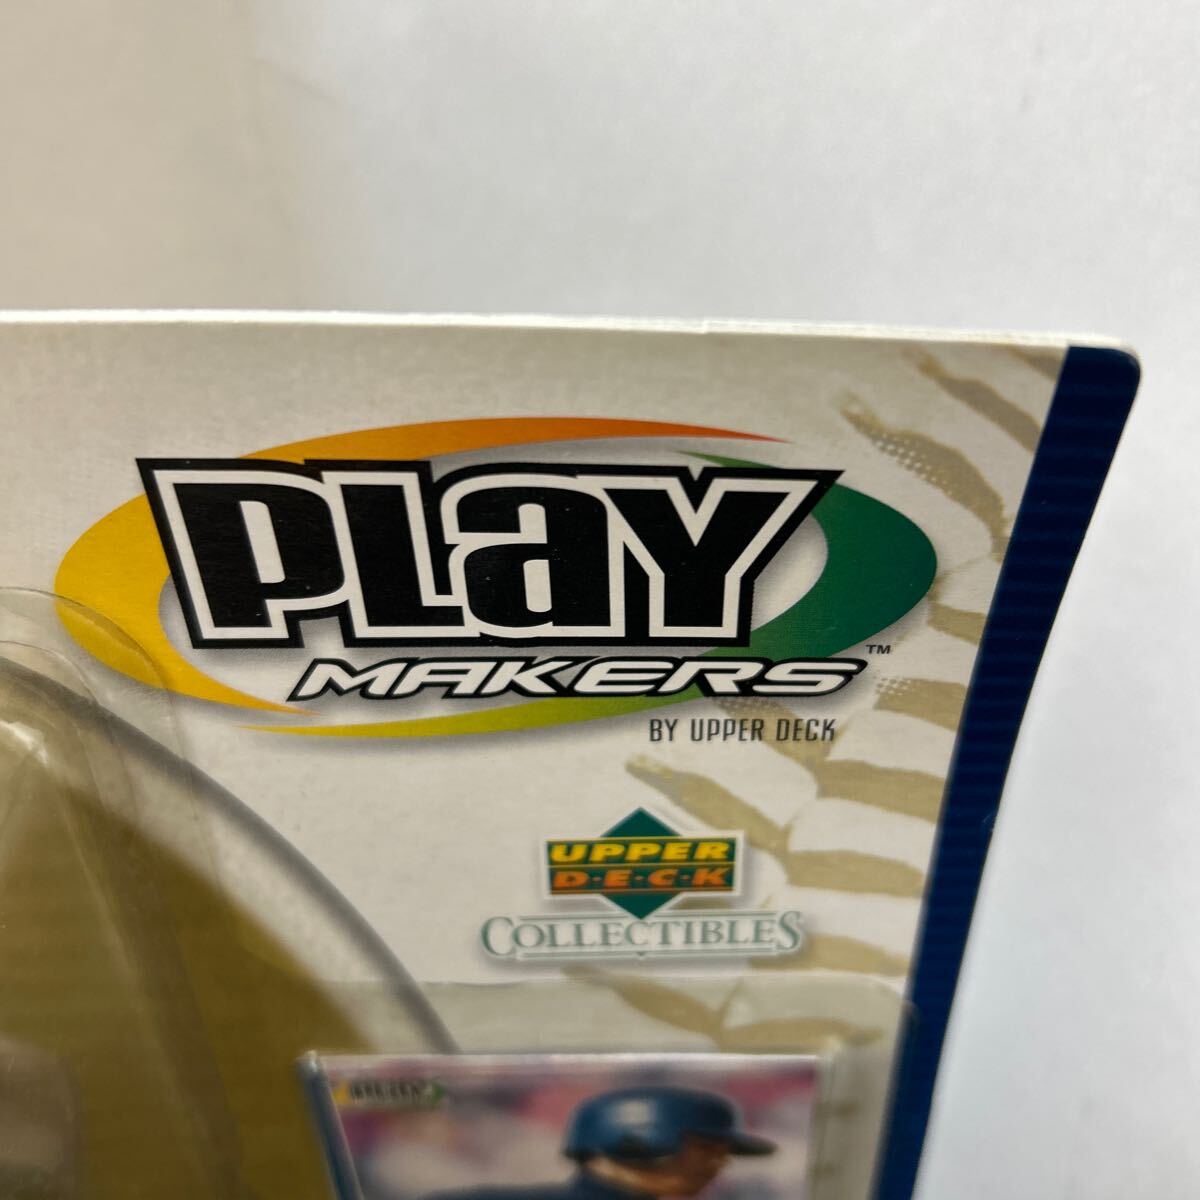 PLaY
MAKERS™
BY UPPER DECK
UPPER
D·E·C·K
COLLECTIBLES